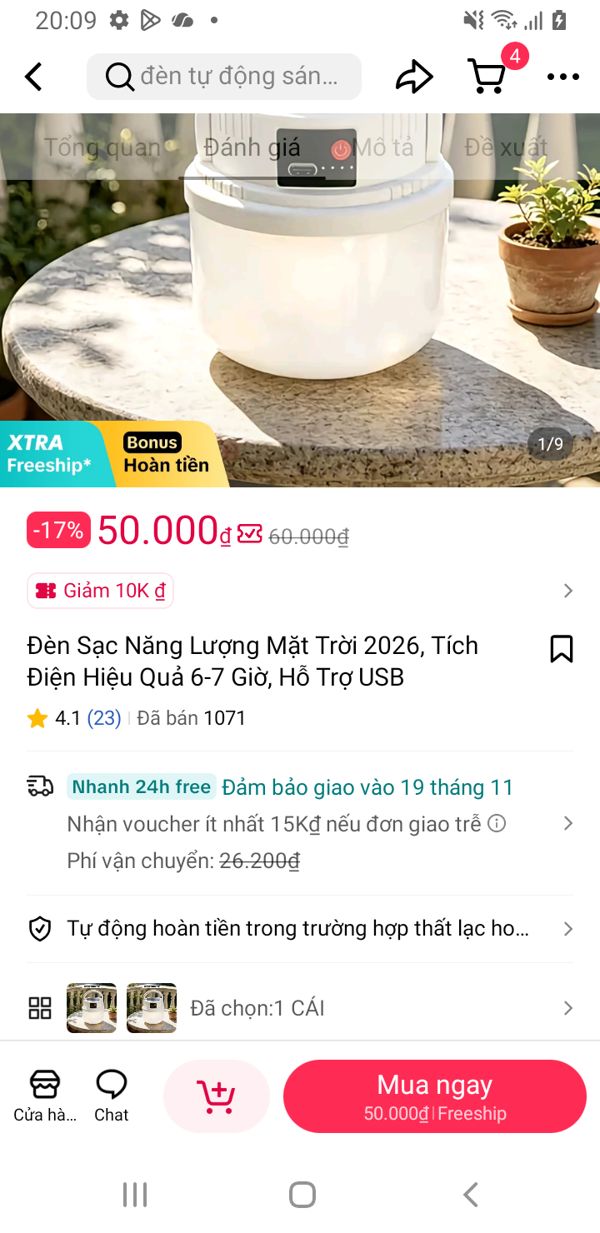 20:09
đèn tự động sán...
4
Tổng quan
Đánh giá
Mô tả
Đề xuất
XTRA
Freeship*
Bonus
Hoàn tiền
1/9
-17% 50.000₫ 60.000₫
Giảm 10K ₫
Đèn Sạc Năng Lượng Mặt Trời 2026, Tích
Điện Hiệu Quả 6-7 Giờ, Hỗ Trợ USB
4.1 (23) Đã bán 1071
Nhanh 24h free Đảm bảo giao vào 19 tháng 11
Nhận voucher ít nhất 15K₫ nếu đơn giao trễ
Phí vận chuyển: 26.200₫
Tự động hoàn tiền trong trường hợp thất lạc ho...
Đã chọn:1 CÁI
Cửa hà...
Chat
Mua ngay
50.000₫ | Freeship